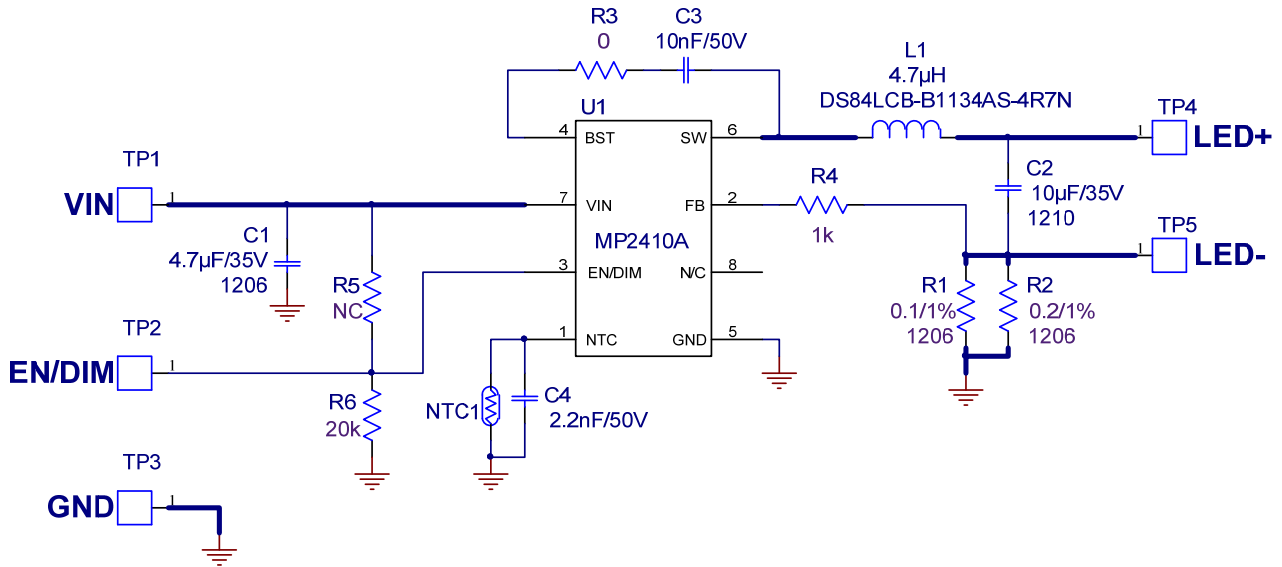 R3
0
C3
10nF/50V
L1
4.7µH
DS84LCB-B1134AS-4R7N
U1
4
BST
SW
6
TP4
1
LED+
TP1
1
VIN
7
VIN
FB
2
R4
1k
C2
10µF/35V
1210
MP2410A
C1
4.7µF/35V
1206
R5
NC
3
EN/DIM
N/C
8
TP5
1
LED-
R1
0.1/1%
1206
R2
0.2/1%
1206
TP2
1
EN/DIM
1
NTC
GND
5
R6
20k
NTC1
C4
2.2nF/50V
TP3
1
GND